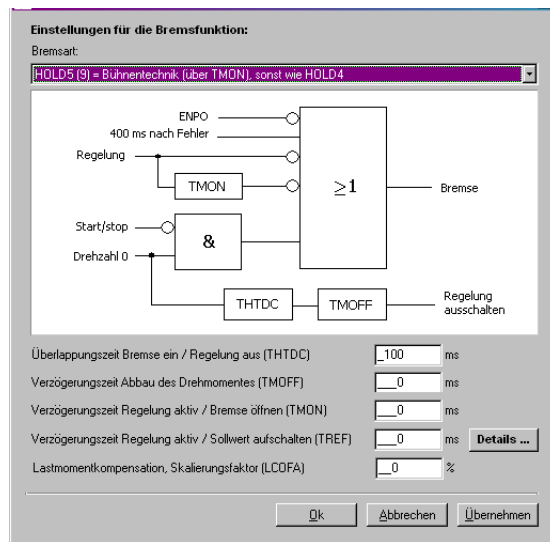 Einstellungen für die Bremsfunktion:
Bremsart:
HOLD5 (9) = Bühnentechnik (über TMON), sonst wie HOLD4
ENPO
400 ms nach Fehler
Regelung
TMON
≥1
Bremse
Start/stop
&
Drehzahl 0
THTDC
TMOFF
Regelung
ausschalten
Überlappungszeit Bremse ein / Regelung aus (THTDC) _100 ms
Verzögerungszeit Abbau des Drehmomentes (TMOFF) ___0 ms
Verzögerungszeit Regelung aktiv / Bremse öffnen (TMON) ___0 ms
Verzögerungszeit Regelung aktiv / Sollwert aufschalten (TREF) ___0 ms Details ...
Lastmomentkompensation, Skalierungsfaktor (LCOFA) __0 %
Ok Abbrechen Übernehmen